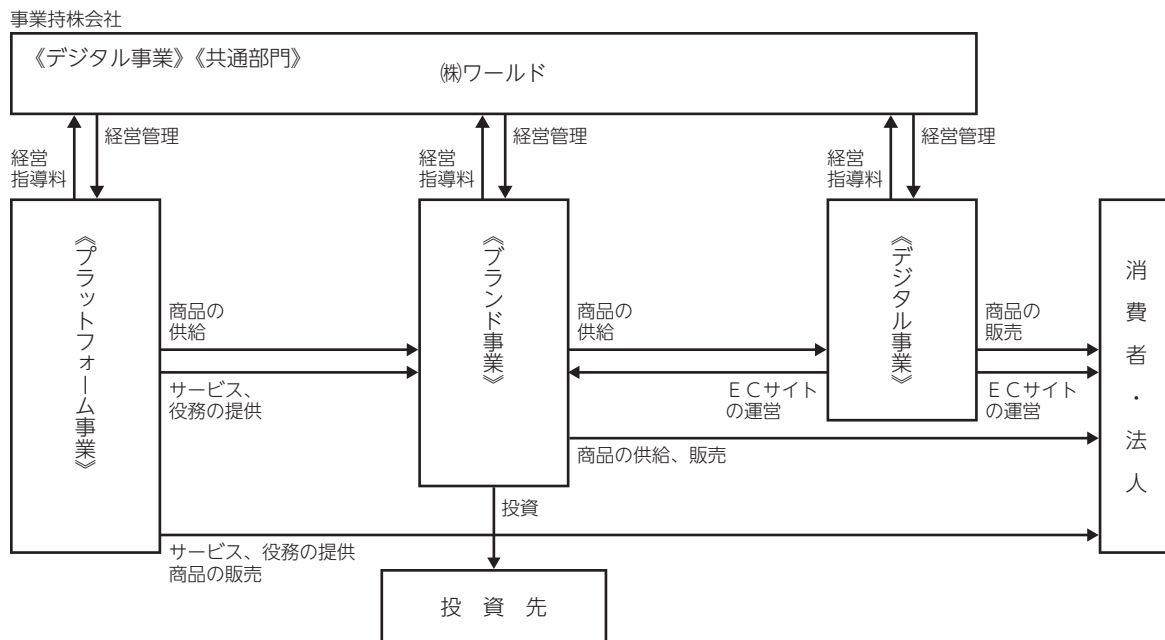 事業持株会社
《デジタル事業》《共通部門》
㈱ワールド
経営
指導料
経営管理
経営
指導料
経営管理
経営
指導料
経営管理
《プラットフォーム事業》
《ブランド事業》
《デジタル事業》
消費者・法人
商品の
供給
サービス、
役務の提供
商品の
供給
ECサイト
の運営
商品の
販売
ECサイト
の運営
商品の供給、販売
投資
サービス、役務の提供
商品の販売
投資先